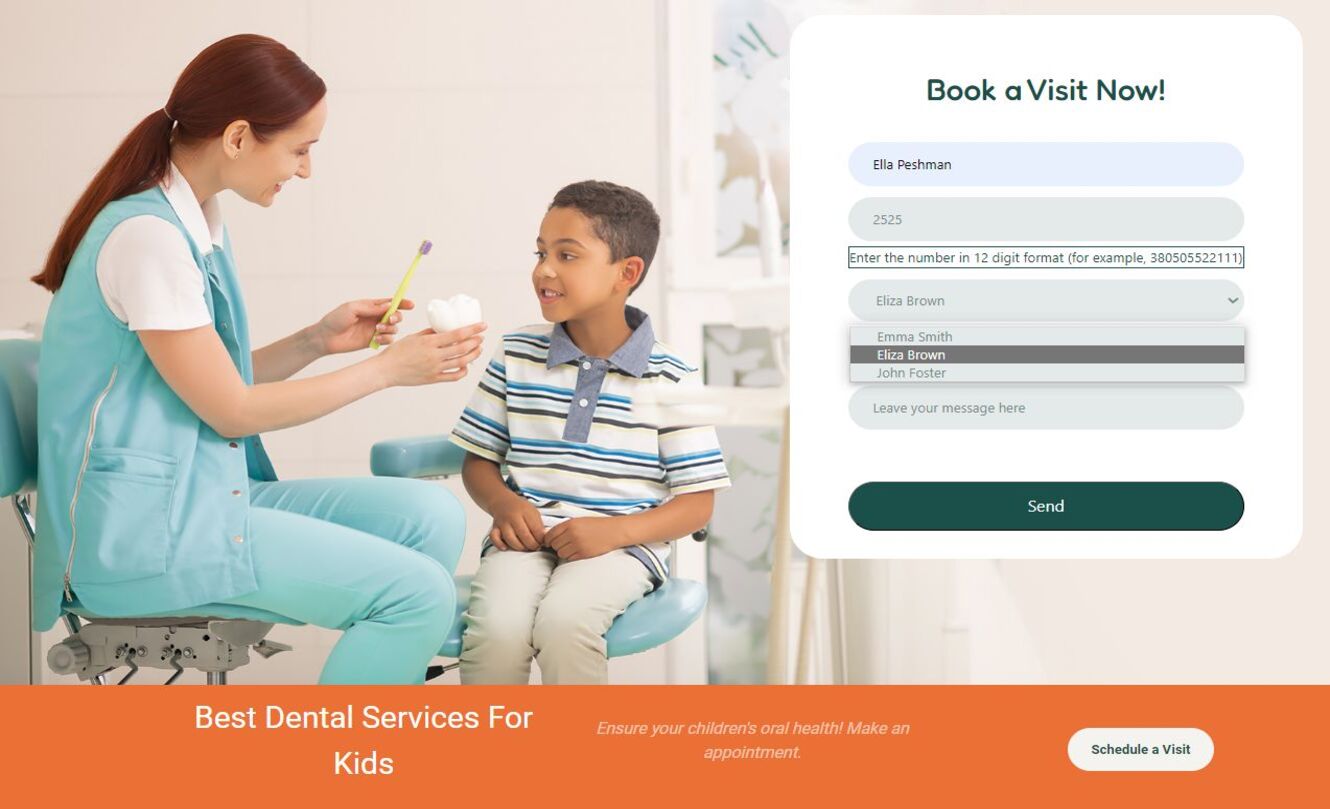 Book a Visit Now!
Ella Peshman
2525
Enter the number in 12 digit format (for example, 380505522111)
Eliza Brown
Emma Smith
Eliza Brown
John Foster
Leave your message here
Send
Best Dental Services For
Kids
Ensure your children's oral health! Make an
appointment.
Schedule a Visit